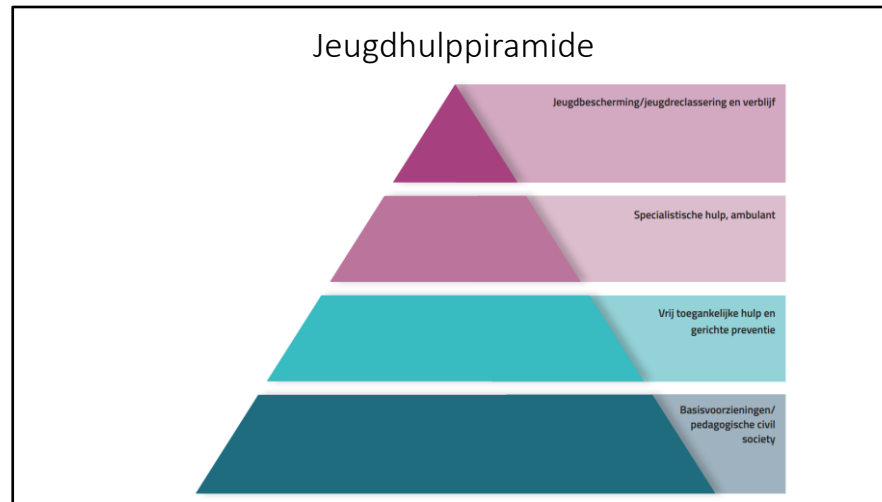 Jeugdhulppiramide
Jeugdbescherming/jeugdreclassering en verblijf
Specialistische hulp, ambulant
Vrij toegankelijke hulp en
gerichte preventie
Basisvoorzieningen/
pedagogische civil
society